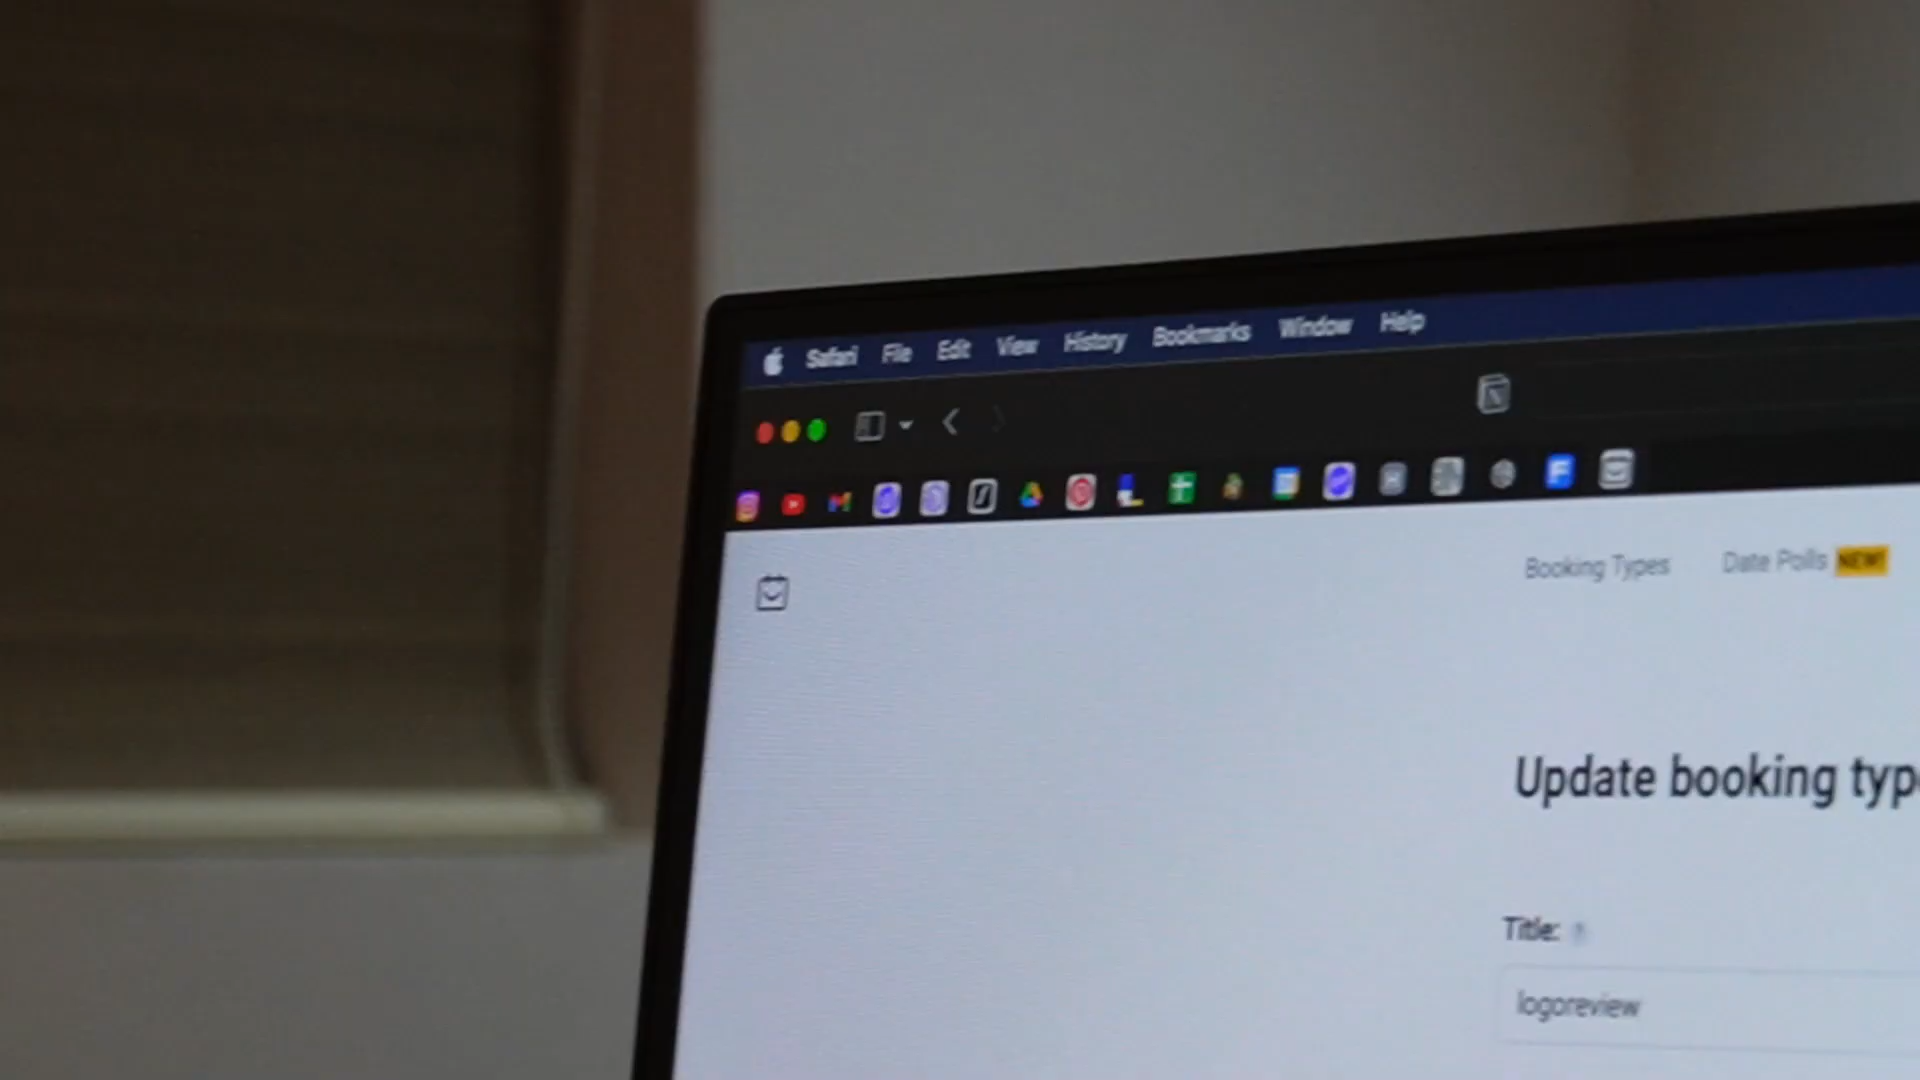 Safari File Edit View History Bookmarks Window Help
Booking Types Date Polls NEW!
Update booking typ
Title:
logoreview